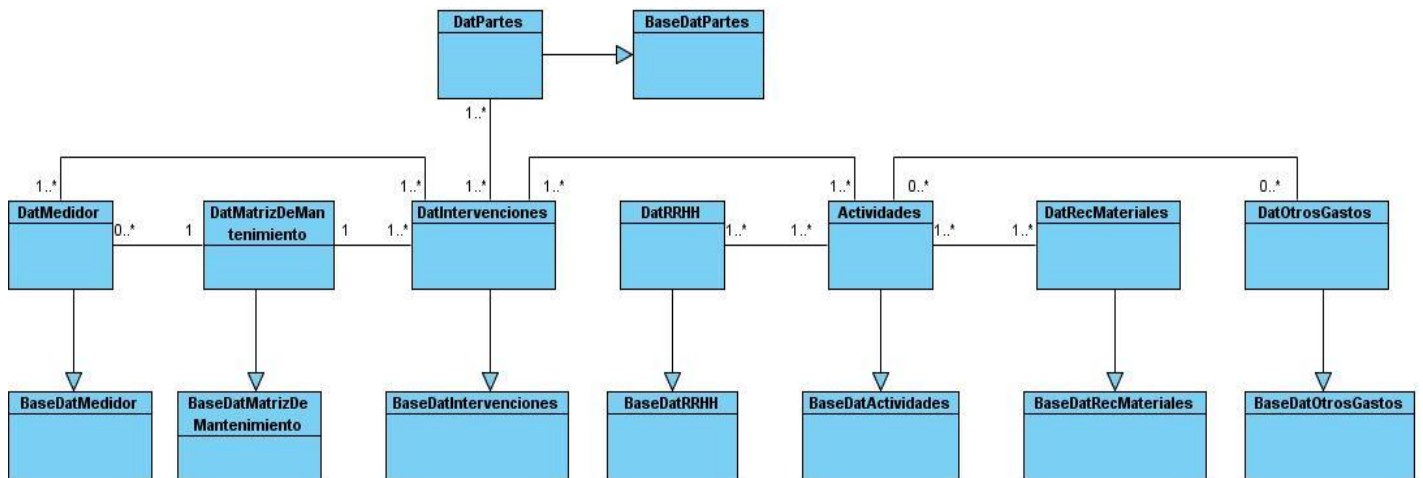 DatPartes
BaseDatPartes
1..*
1..*
1..*
1..*
1..*
1..*
0..*
0..*
DatMedidor
DatMatrizDeMan
tenimiento
DatIntervenciones
DatRRHH
Actividades
DatRecMateriales
DatOtrosGastos
0..*
1
1
1..*
1..*
1..*
1..*
1..*
BaseDatMedidor
BaseDatMatrizDe
Mantenimiento
BaseDatIntervenciones
BaseDatRRHH
BaseDatActividades
BaseDatRecMateriales
BaseDatOtrosGastos